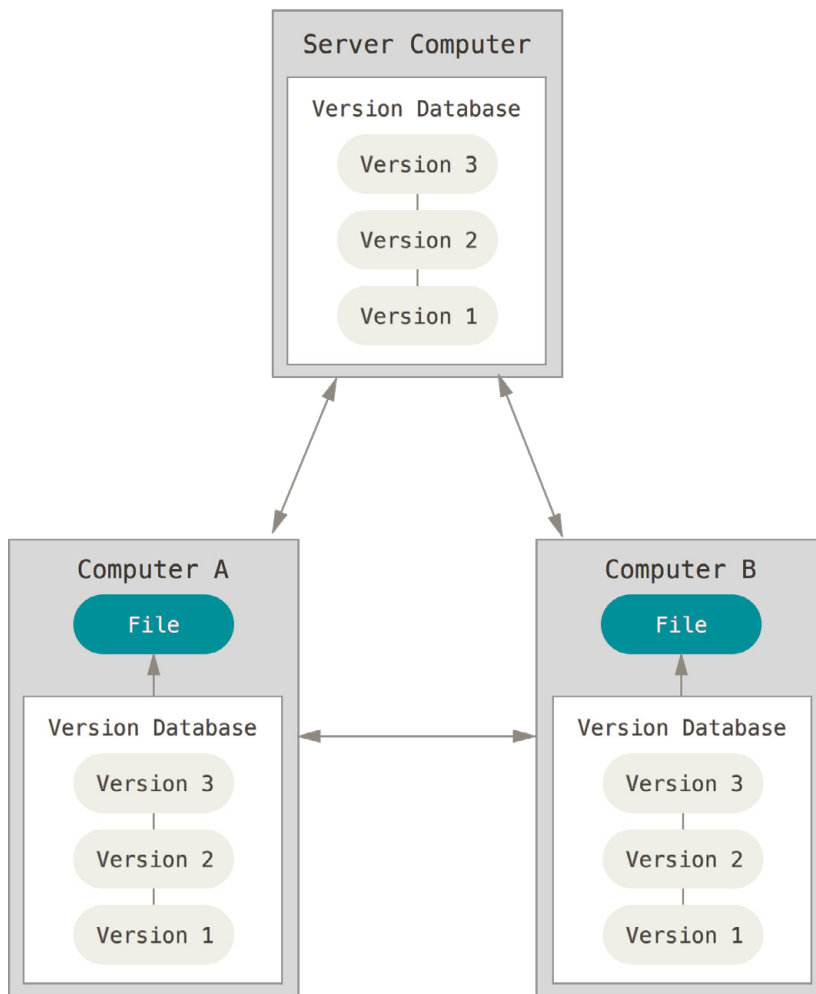 Server Computer
Version Database
Version 3
Version 2
Version 1
Computer A
File
Version Database
Version 3
Version 2
Version 1
Computer B
File
Version Database
Version 3
Version 2
Version 1